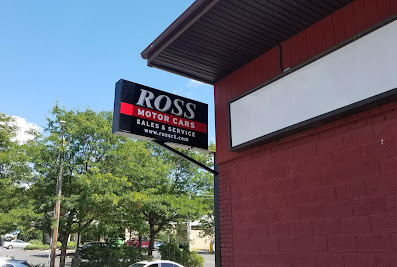 ROSS
MOTOR CARS
SALES & SERVICE
www.rossct.com